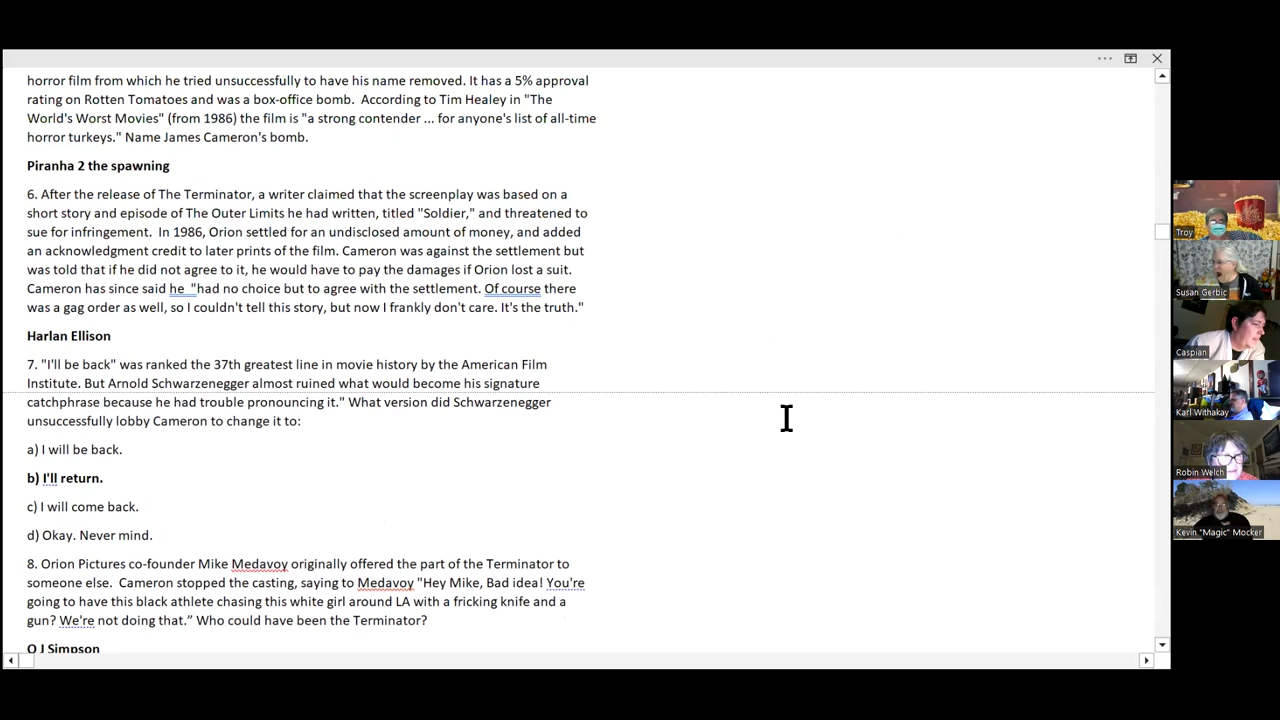 horror film from which he tried unsuccessfully to have his name removed. It has a 5% approval
rating on Rotten Tomatoes and was a box-office bomb.  According to Tim Healey in "The
World's Worst Movies" (from 1986) the film is "a strong contender ... for anyone's list of all-time
horror turkeys." Name James Cameron's bomb.
Piranha 2 the spawning
6. After the release of The Terminator, a writer claimed that the screenplay was based on a
short story and episode of The Outer Limits he had written, titled "Soldier," and threatened to
sue for infringement.  In 1986, Orion settled for an undisclosed amount of money, and added
an acknowledgment credit to later prints of the film. Cameron was against the settlement but
was told that if he did not agree to it, he would have to pay the damages if Orion lost a suit.
Cameron has since said he  "had no choice but to agree with the settlement. Of course there
was a gag order as well, so I couldn't tell this story, but now I frankly don't care. It's the truth."
Harlan Ellison
7. "I'll be back" was ranked the 37th greatest line in movie history by the American Film
Institute. But Arnold Schwarzenegger almost ruined what would become his signature
catchphrase because he had trouble pronouncing it." What version did Schwarzenegger
unsuccessfully lobby Cameron to change it to:
a) I will be back.
b) I'll return.
c) I will come back.
d) Okay. Never mind.
8. Orion Pictures co-founder Mike Medavoy originally offered the part of the Terminator to
someone else.  Cameron stopped the casting, saying to Medavoy "Hey Mike, Bad idea! You're
going to have this black athlete chasing this white girl around LA with a fricking knife and a
gun? We're not doing that.” Who could have been the Terminator?
O J Simpson
Troy
Susan Gerbic
Caspian
Karl Withakay
Robin Welch
Kevin "Magic" Mocker